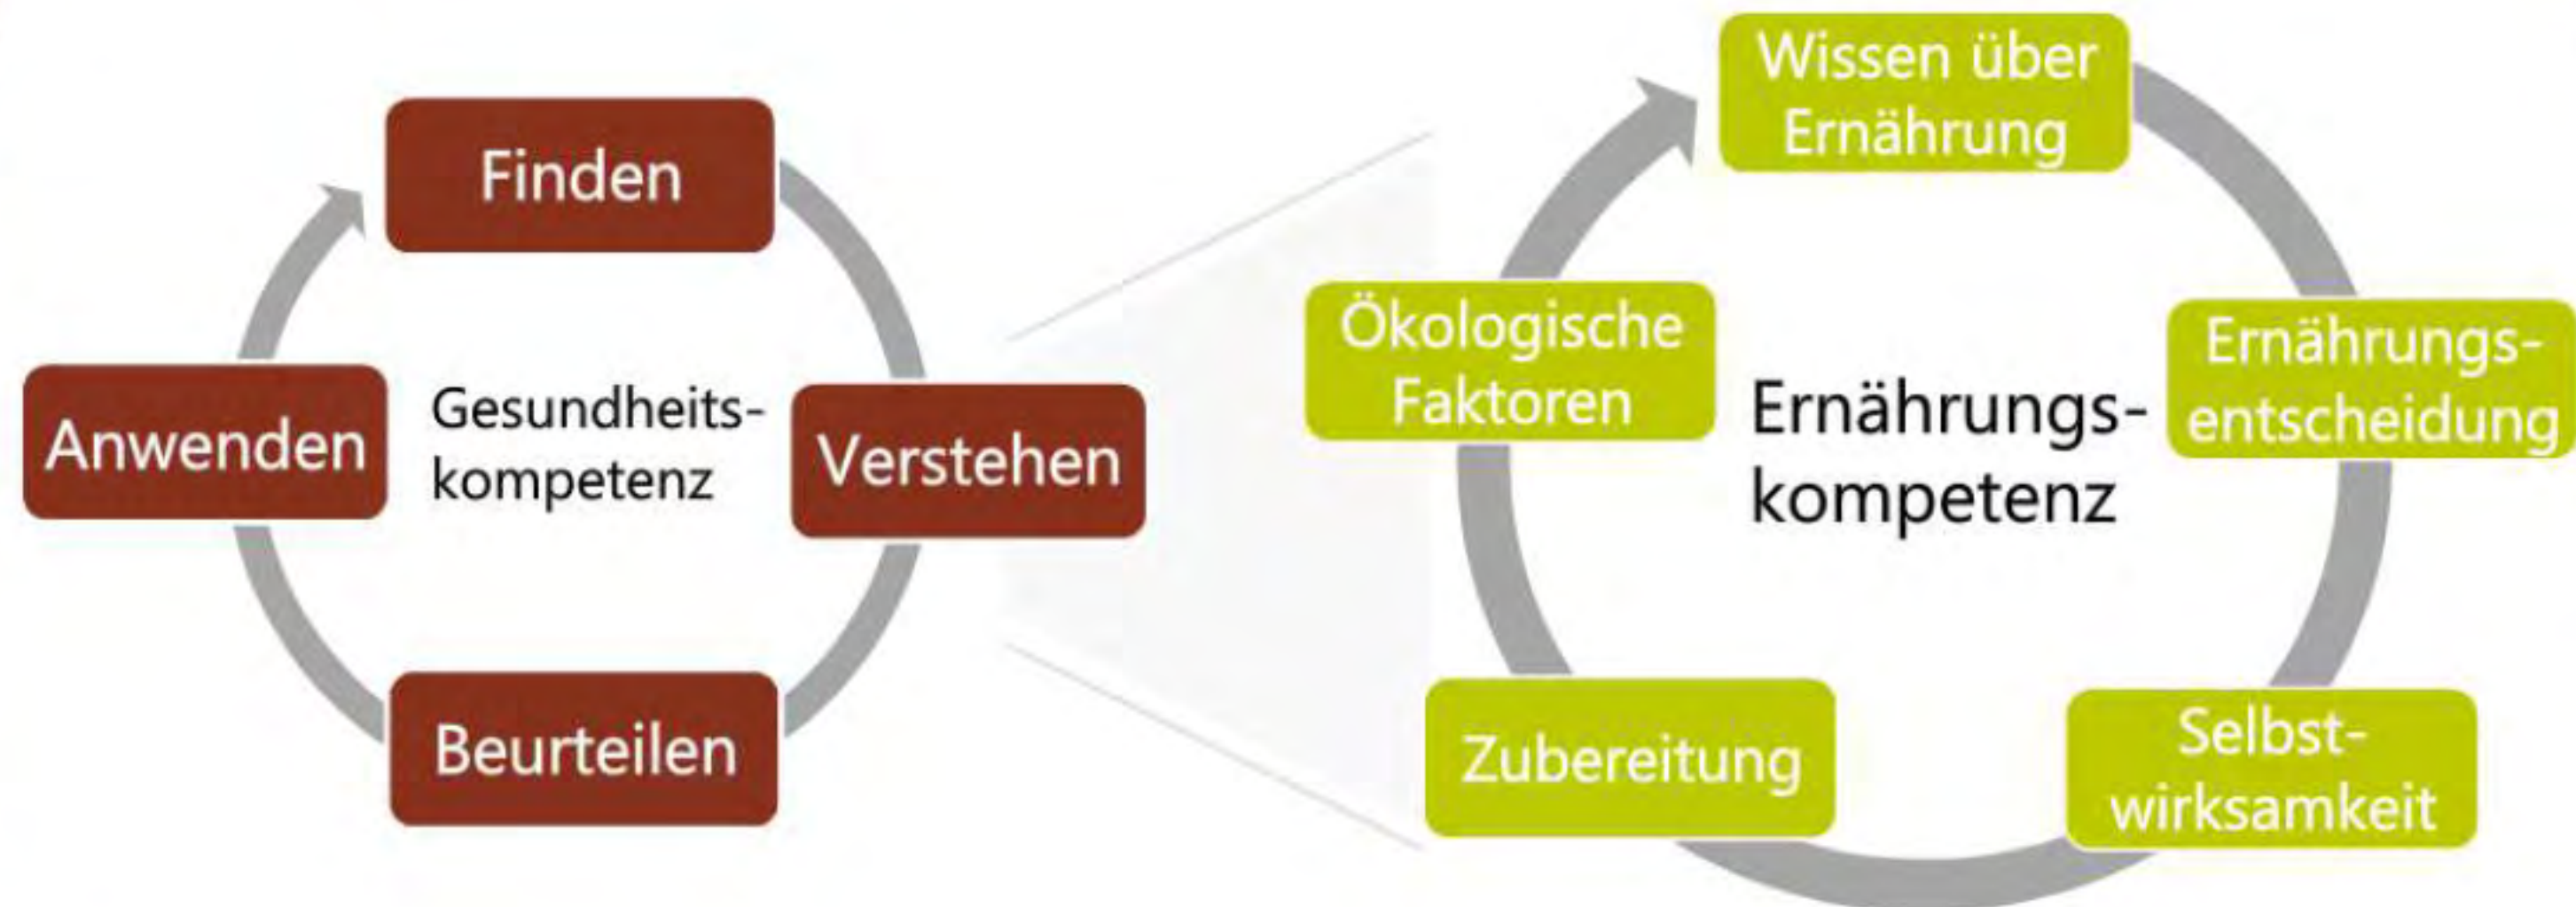 Finden
Verstehen
Beurteilen
Anwenden
Gesundheits-
kompetenz
Wissen über
Ernährung
Ernährungs-
entscheidung
Selbst-
wirksamkeit
Zubereitung
Ökologische
Faktoren
Ernährungs-
kompetenz